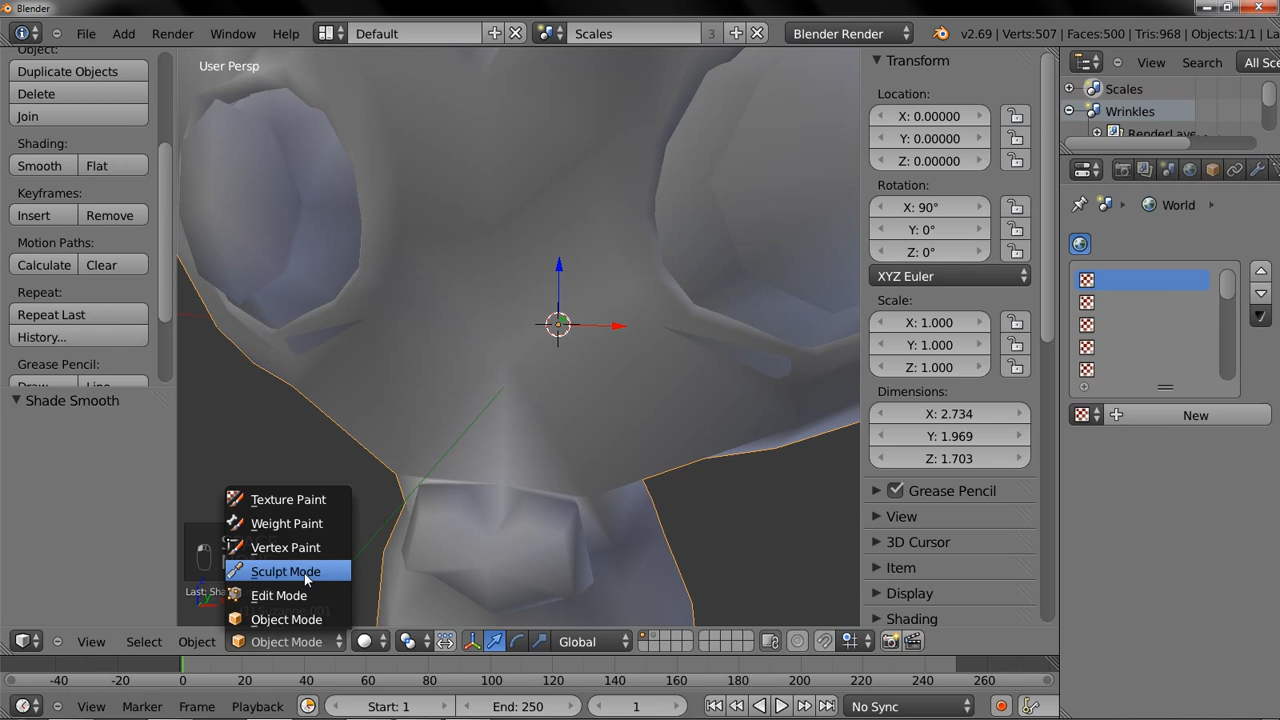 Blender
File Add Render Window Help Default Scales 3 Blender Render v2.69 | Verts:507 | Faces:500 | Tris:968 | Objects:1/1 | La
Object:
Duplicate Objects
Delete
Join
Shading:
Smooth Flat
Keyframes:
Insert Remove
Motion Paths:
Calculate Clear
Repeat:
Repeat Last
History...
Grease Pencil:
Draw Line
Shade Smooth
User Persp
Texture Paint
Weight Paint
Vertex Paint
Sculpt Mode
Edit Mode
Object Mode
Last: Sha
View Select Object Object Mode Global
Transform
Location:
X: 0.00000
Y: 0.00000
Z: 0.00000
Rotation:
X: 90°
Y: 0°
Z: 0°
XYZ Euler
Scale:
X: 1.000
Y: 1.000
Z: 1.000
Dimensions:
X: 2.734
Y: 1.969
Z: 1.703
Grease Pencil
View
3D Cursor
Item
Display
Shading
View Search All Sce
Scales
Wrinkles
RenderLaye
World
New
-40 -20 0 20 40 60 80 100 120 140 160 180 200 220 240 260
View Marker Frame Playback Start: 1 End: 250 1 No Sync